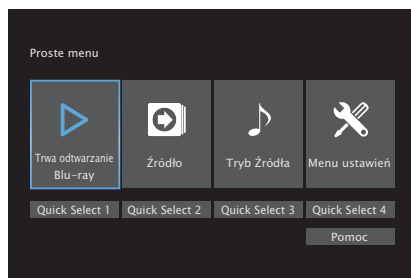 Proste menu
Trwa odtwarzanie
Blu-ray
Źródło
Tryb Źródła
Menu ustawień
Quick Select 1
Quick Select 2
Quick Select 3
Quick Select 4
Pomoc